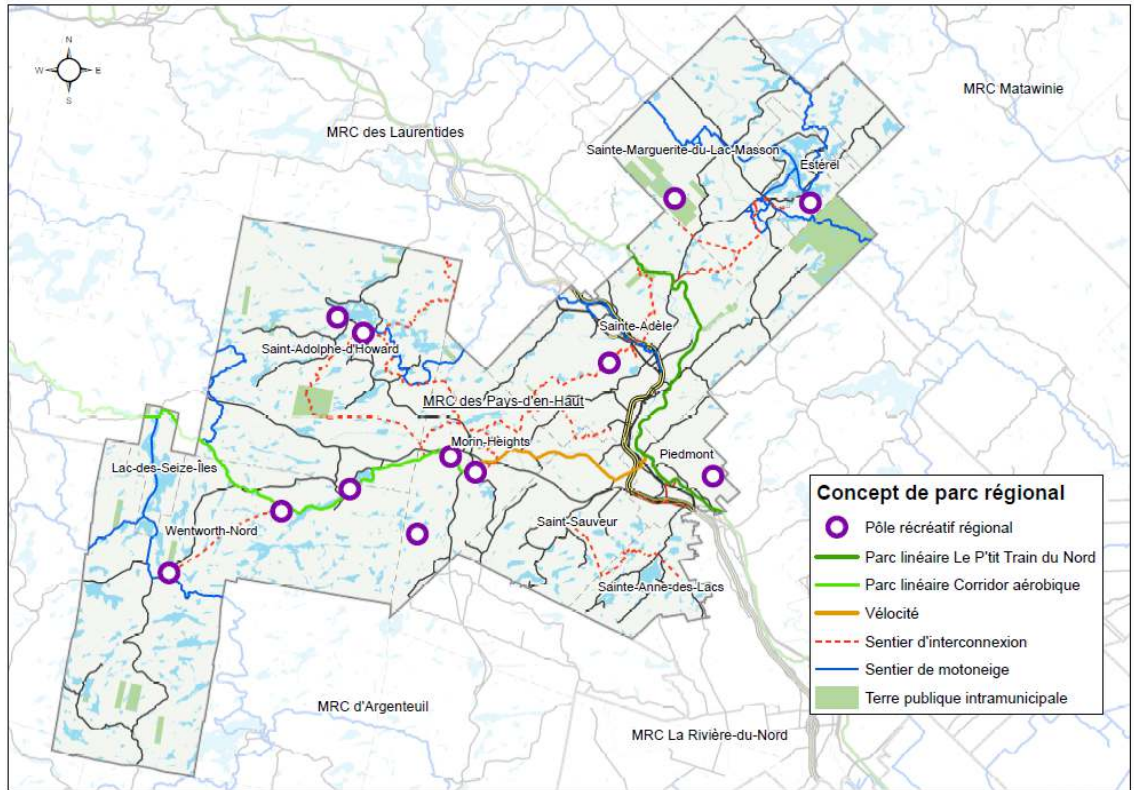 N
W E
S
MRC Matawinie
MRC des Laurentides
Sainte-Marguerite-du-Lac-Masson
Estérel
Sainte-Adèle
Saint-Adolphe-d'Howard
MRC des Pays-d'en-Haut
Morin-Heights
Piedmont
Lac-des-Seize-Îles
Wentworth-Nord
Saint-Sauveur
Sainte-Anne-des-Lacs
MRC d'Argenteuil
MRC La Rivière-du-Nord
Concept de parc régional
Pôle récréatif régional
Parc linéaire Le P'tit Train du Nord
Parc linéaire Corridor aérobique
Vélocité
Sentier d'interconnexion
Sentier de motoneige
Terre publique intramunicipale